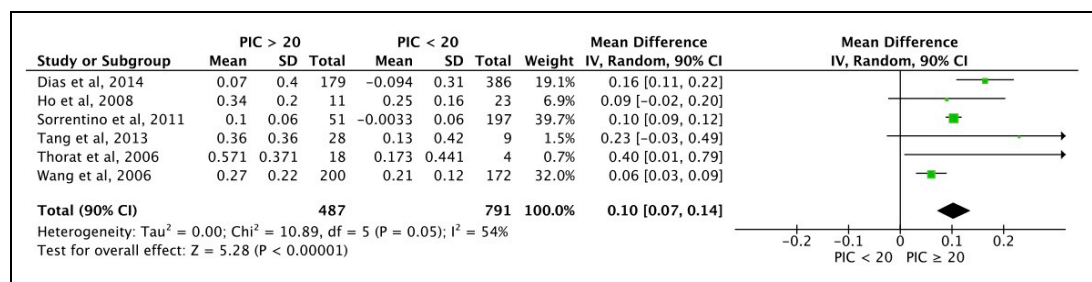 PIC > 20 PIC < 20 Mean Difference Mean Difference
Study or Subgroup Mean SD Total Mean SD Total Weight IV, Random, 90% CI IV, Random, 90% CI
Dias et al, 2014 0.07 0.4 179 -0.094 0.31 386 19.1% 0.16 [0.11, 0.22]
Ho et al, 2008 0.34 0.2 11 0.25 0.16 23 6.9% 0.09 [-0.02, 0.20]
Sorrentino et al, 2011 0.1 0.06 51 -0.0033 0.06 197 39.7% 0.10 [0.09, 0.12]
Tang et al, 2013 0.36 0.36 28 0.13 0.42 9 1.5% 0.23 [-0.03, 0.49]
Thorat et al, 2006 0.571 0.371 18 0.173 0.441 4 0.7% 0.40 [0.01, 0.79]
Wang et al, 2006 0.27 0.22 200 0.21 0.12 172 32.0% 0.06 [0.03, 0.09]
Total (90% CI) 487 791 100.0% 0.10 [0.07, 0.14]
Heterogeneity: Tau² = 0.00; Chi² = 10.89, df = 5 (P = 0.05); I² = 54%
Test for overall effect: Z = 5.28 (P < 0.00001)
-0.2 -0.1 0 0.1 0.2
PIC < 20 PIC ≥ 20